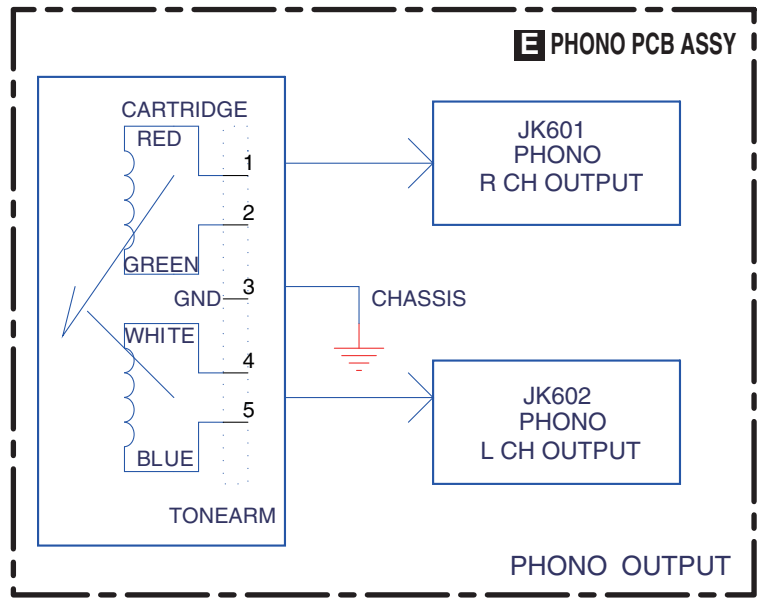 E PHONO PCB ASSY
CARTRIDGE
RED
1
2
GREEN
GND
3
WHITE
4
5
BLUE
TONEARM
CHASSIS
JK601
PHONO
R CH OUTPUT
JK602
PHONO
L CH OUTPUT
PHONO OUTPUT